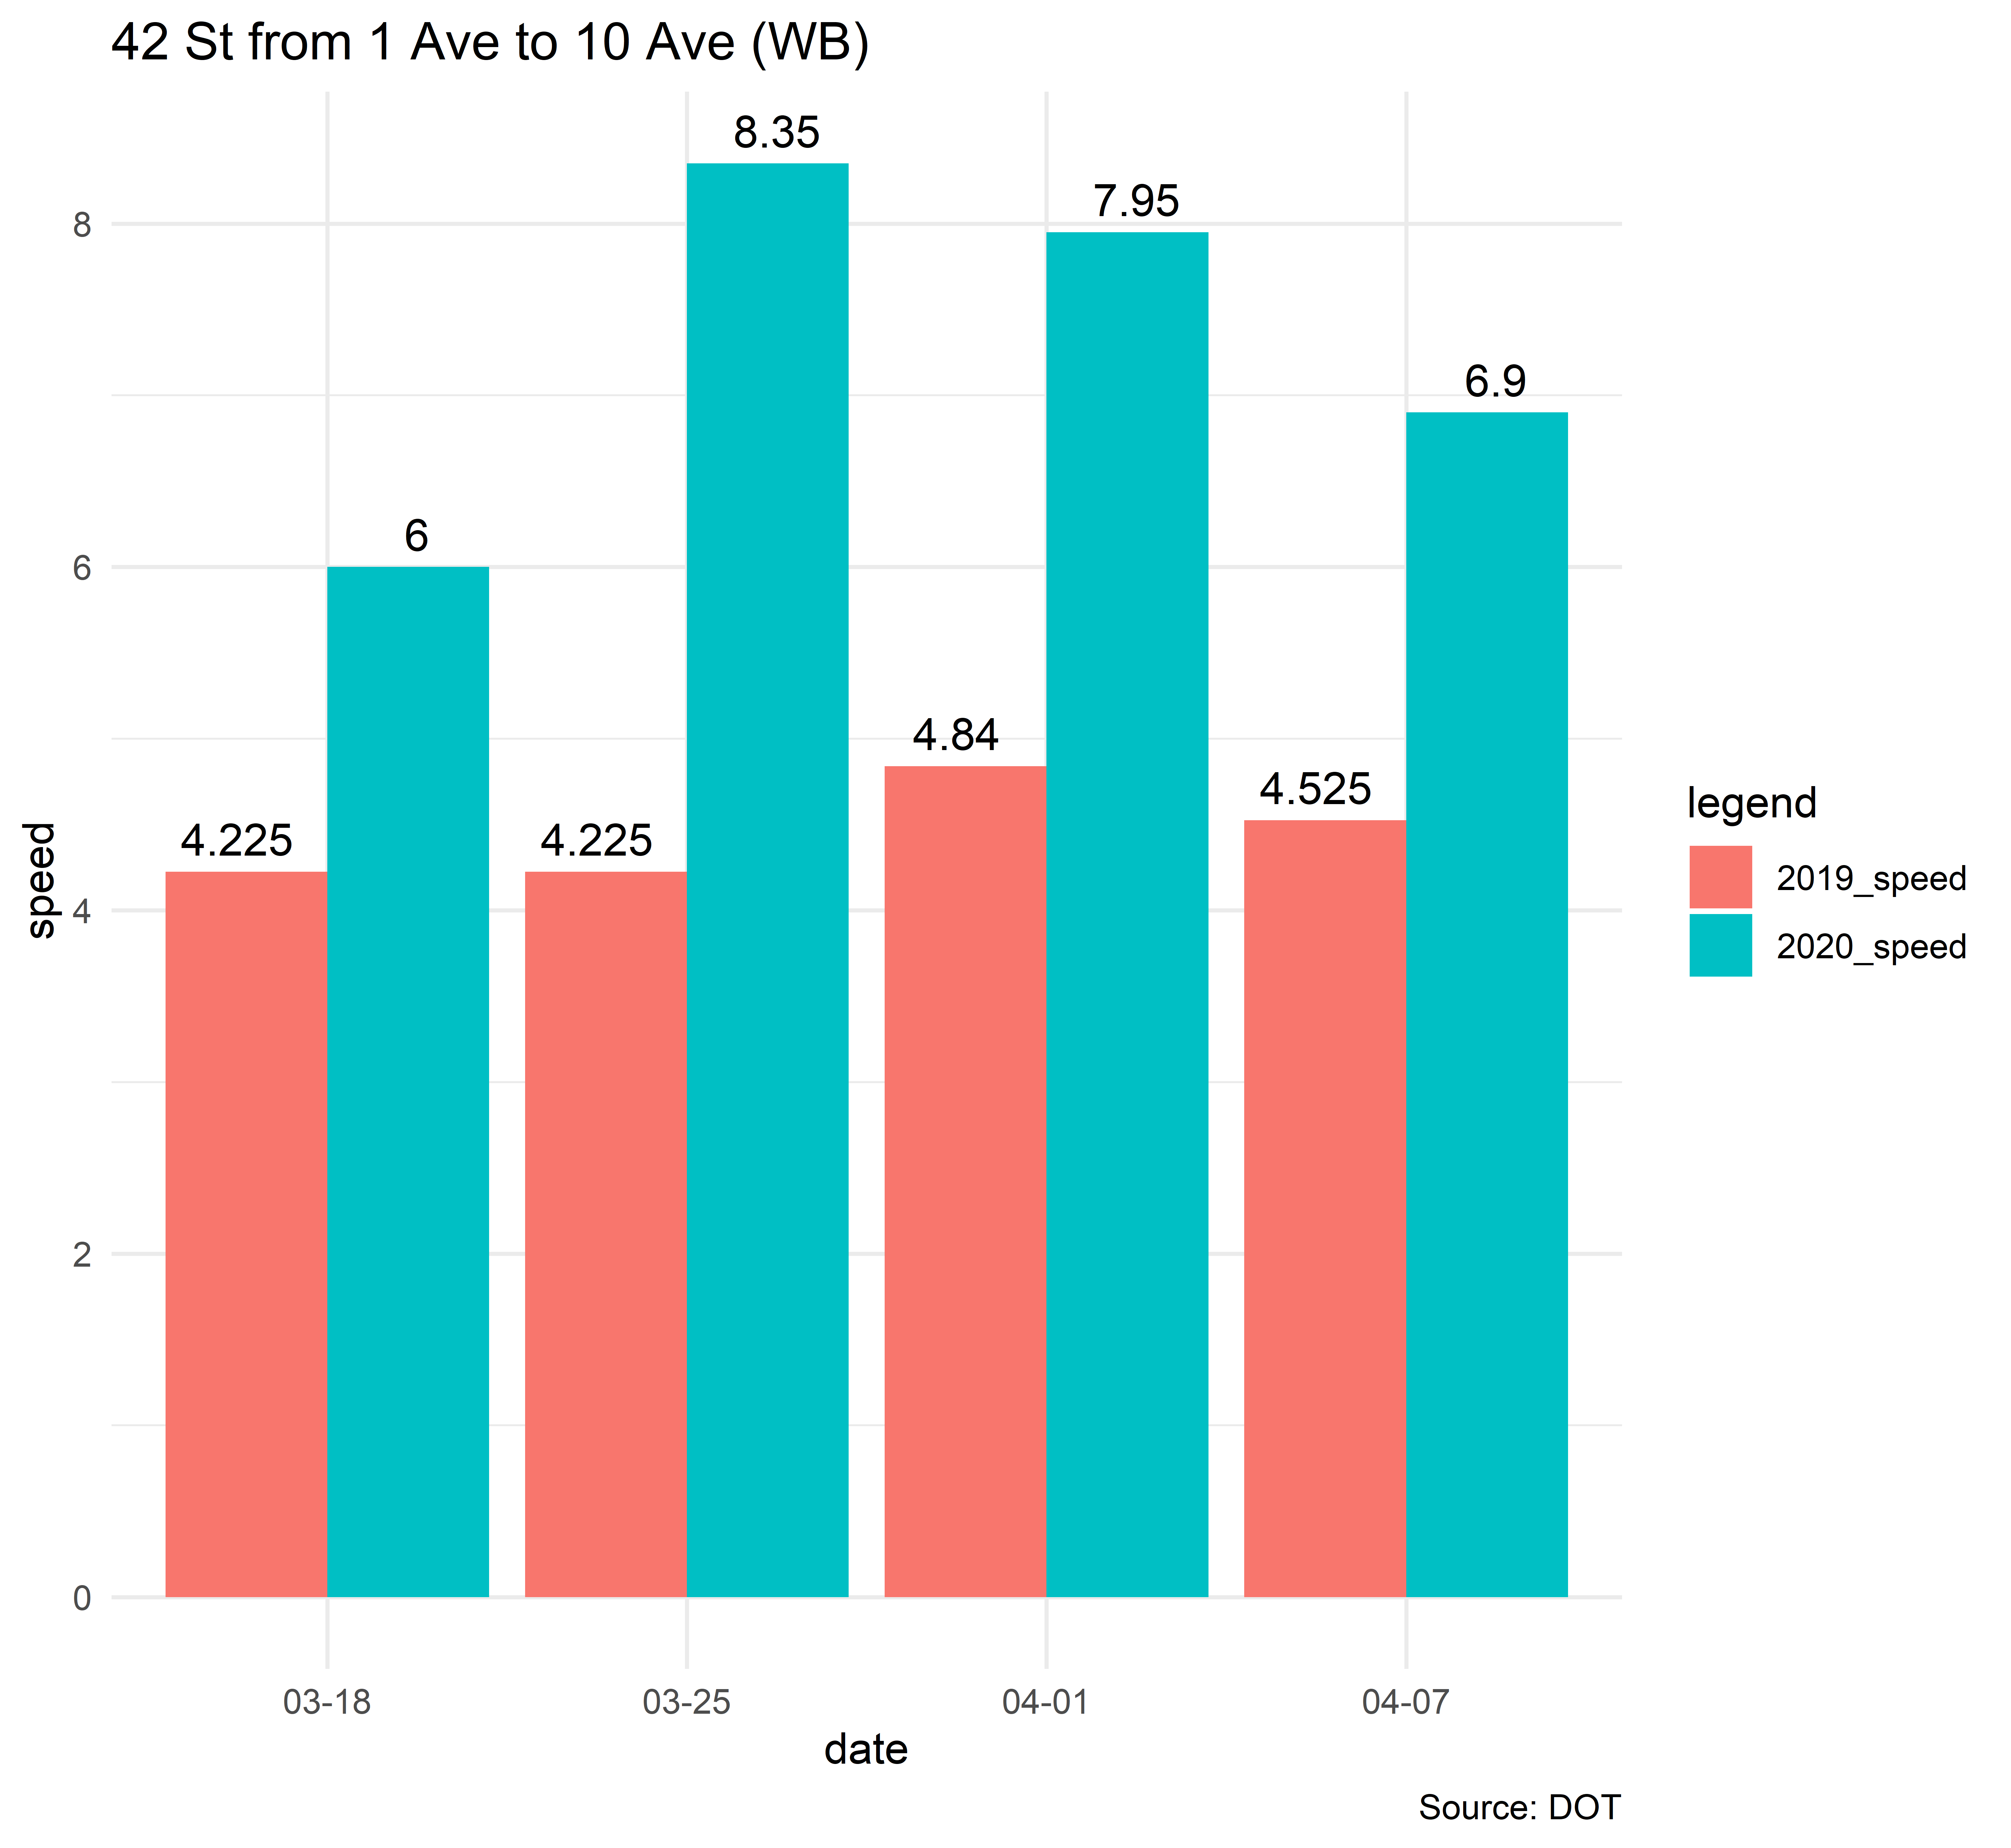 42 St from 1 Ave to 10 Ave (WB)
8.35
7.95
8
6.9
6
6
4.84
4.525
4.225
4.225
legend
2019_speed
2020_speed
speed
4
2
0
03-18
03-25
04-01
04-07
date
Source: DOT